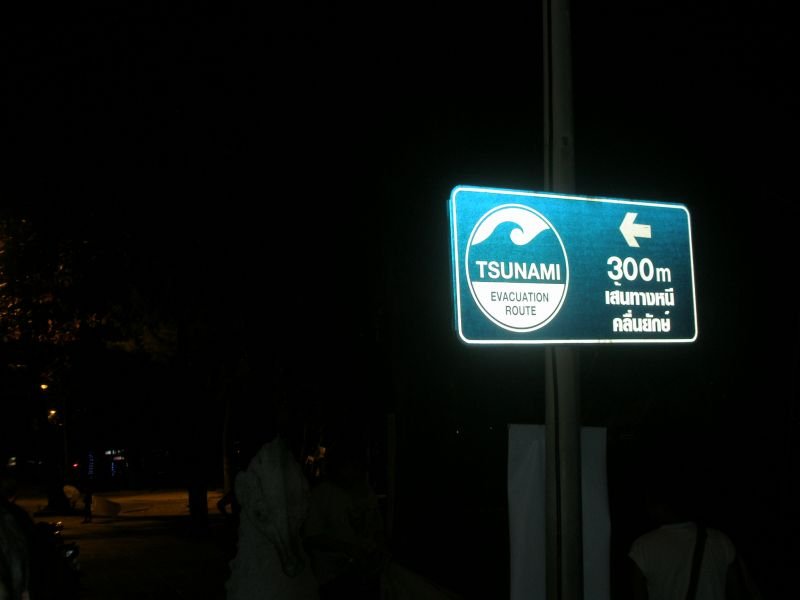 TSUNAMI
EVACUATION
ROUTE
300m
เส้นทางหนี
คลื่นยักษ์